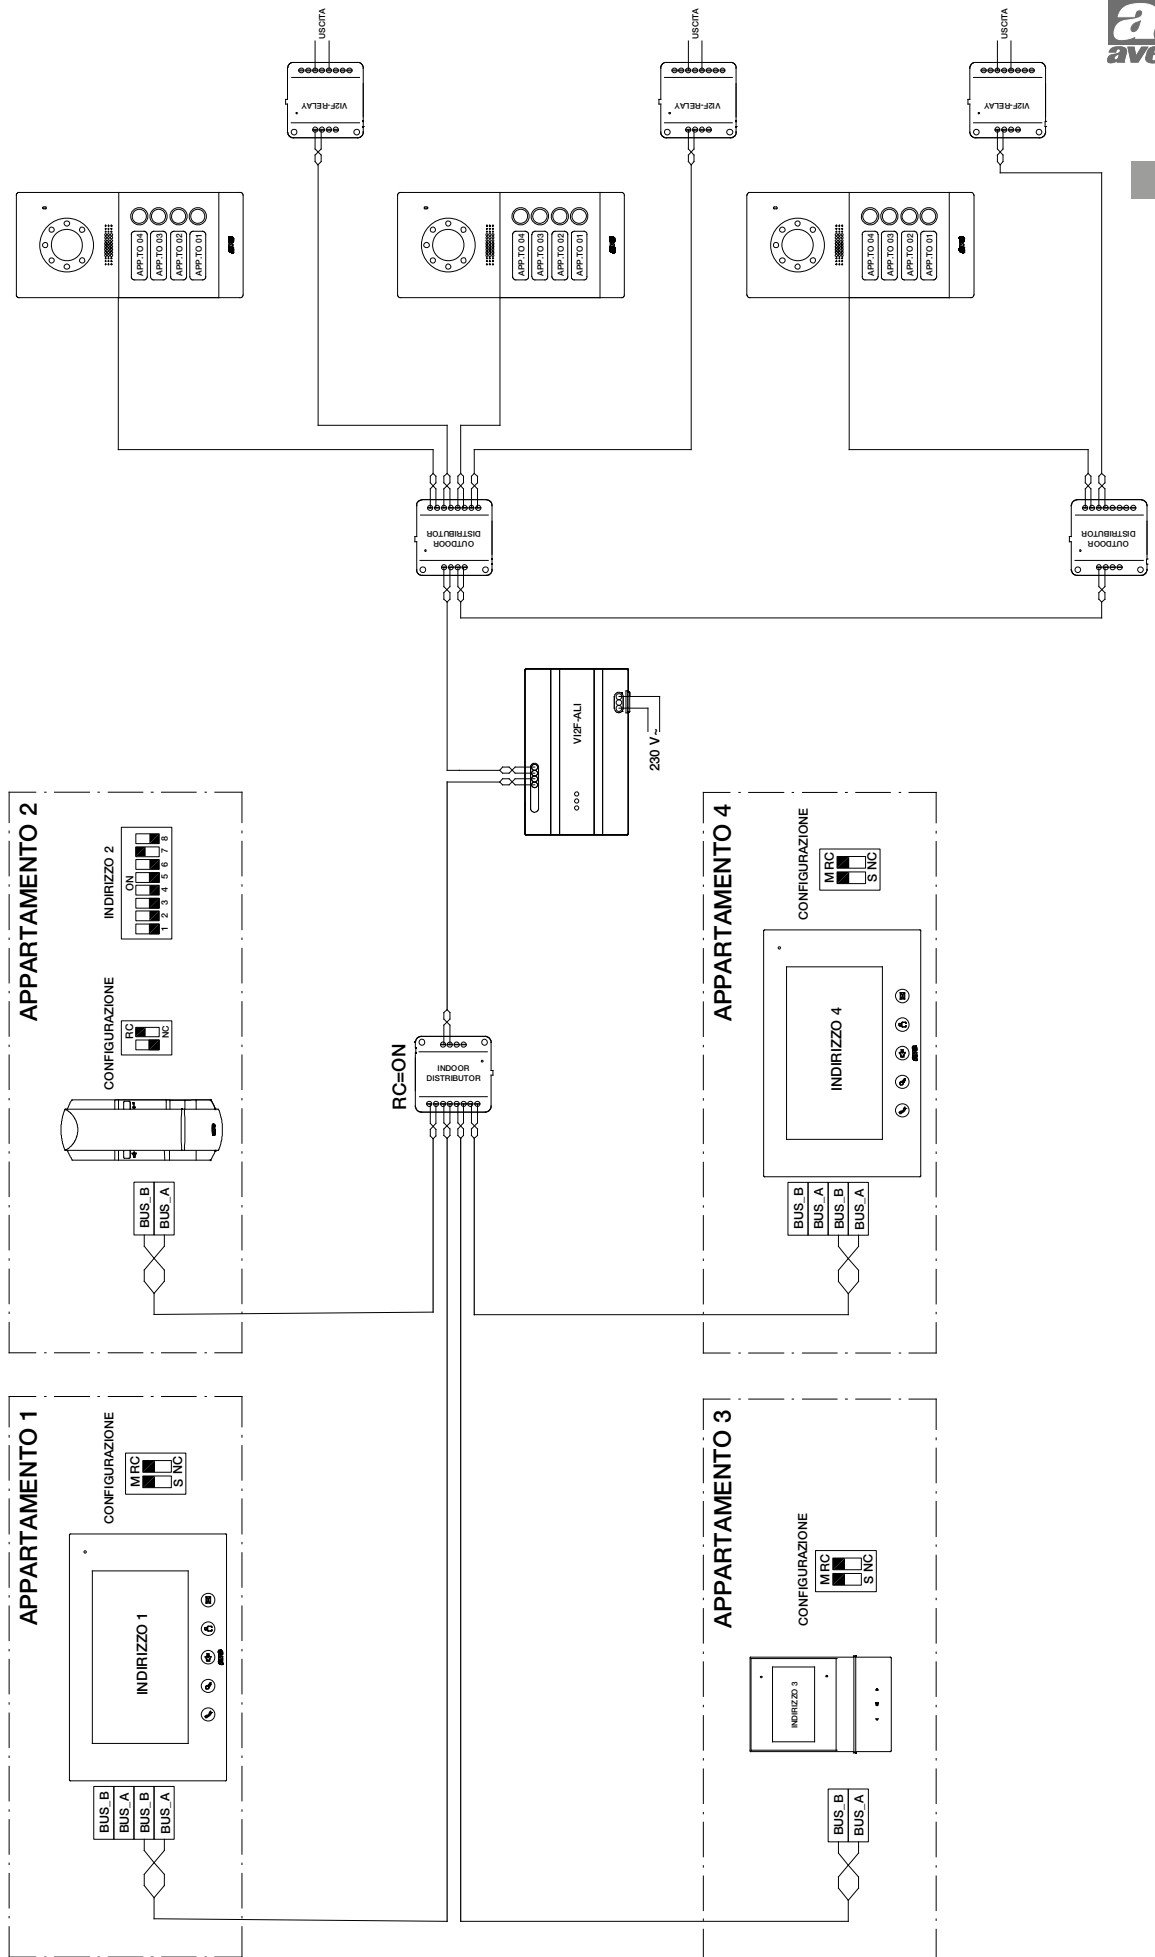 USCITA
USCITA
USCITA
ave
VI2F-RELAY
VI2F-RELAY
VI2F-RELAY
APP.TO 04
APP.TO 03
APP.TO 02
APP.TO 01
APP.TO 04
APP.TO 03
APP.TO 02
APP.TO 01
APP.TO 04
APP.TO 03
APP.TO 02
APP.TO 01
OUTDOOR
DISTRIBUTOR
OUTDOOR
DISTRIBUTOR
VI2F-ALI
230 V ~
APPARTAMENTO 2
INDIRIZZO 2
ON
1 2 3 4 5 6 7 8
CONFIGURAZIONE
RC
NC
BUS_B
BUS_A
RC=ON
INDOOR
DISTRIBUTOR
APPARTAMENTO 4
CONFIGURAZIONE
M RC
S NC
INDIRIZZO 4
BUS_B
BUS_A
BUS_B
BUS_A
APPARTAMENTO 1
CONFIGURAZIONE
M RC
S NC
INDIRIZZO 1
BUS_B
BUS_A
BUS_B
BUS_A
APPARTAMENTO 3
CONFIGURAZIONE
M RC
S NC
INDIRIZZO 3
BUS_B
BUS_A